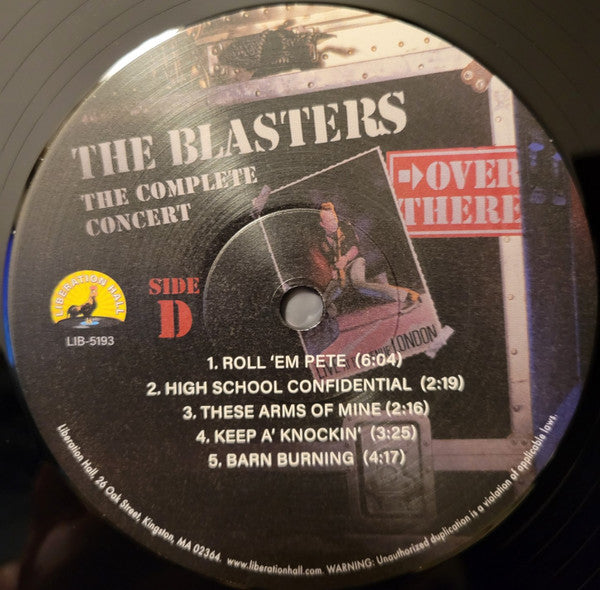 THE BLASTERS
THE COMPLETE
CONCERT
→OVER
THERE
LIBERATION HALL
LIB-5193
SIDE
D
LIVE
LONDON
1. ROLL 'EM PETE (6:04)
2. HIGH SCHOOL CONFIDENTIAL (2:19)
3. THESE ARMS OF MINE (2:16)
4. KEEP A' KNOCKIN' (3:25)
5. BARN BURNING (4:17)
Liberation Hall, 26 Oak Street, Kingston, MA 02364. www.liberationhall.com. WARNING: Unauthorized duplication is a violation of applicable laws.